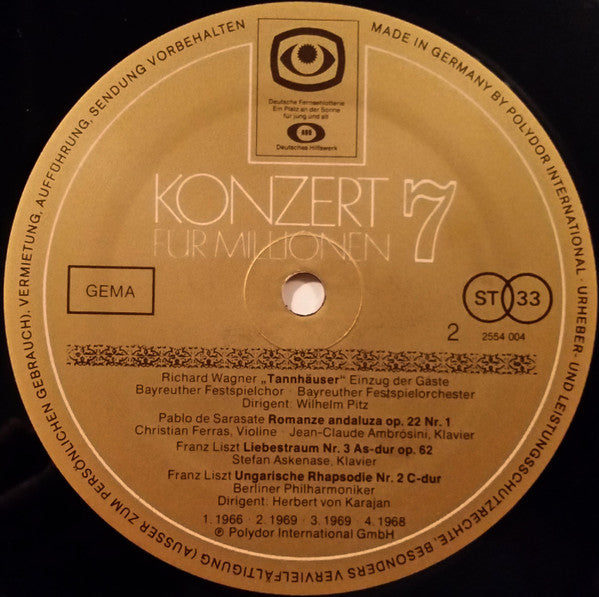 MADE IN GERMANY BY POLYDOR INTERNATIONAL · URHEBER- UND LEISTUNGSSCHUTZRECHTE, BESONDERS VERVIELFÄLTIGUNG (AUSSER ZUM PERSÖNLICHEN GEBRAUCH), VERMIETUNG, AUFFÜHRUNG, SENDUNG VORBEHALTEN
Deutsche Fernsehlotterie
Ein Platz an der Sonne
für jung und alt
ARD
Deutsches Hilfswerk
KONZERT 7
FÜR MILLIONEN
GEMA
ST 33
2
2554 004
Richard Wagner „Tannhäuser“ Einzug der Gäste
Bayreuther Festspielchor · Bayreuther Festspielorchester
Dirigent: Wilhelm Pitz
Pablo de Sarasate Romanze andaluza op. 22 Nr. 1
Christian Ferras, Violine · Jean-Claude Ambrosini, Klavier
Franz Liszt Liebestraum Nr. 3 As-dur op. 62
Stefan Askenase, Klavier
Franz Liszt Ungarische Rhapsodie Nr. 2 C-dur
Berliner Philharmoniker
Dirigent: Herbert von Karajan
1. 1966 · 2. 1969 · 3. 1969 · 4. 1968
℗ Polydor International GmbH